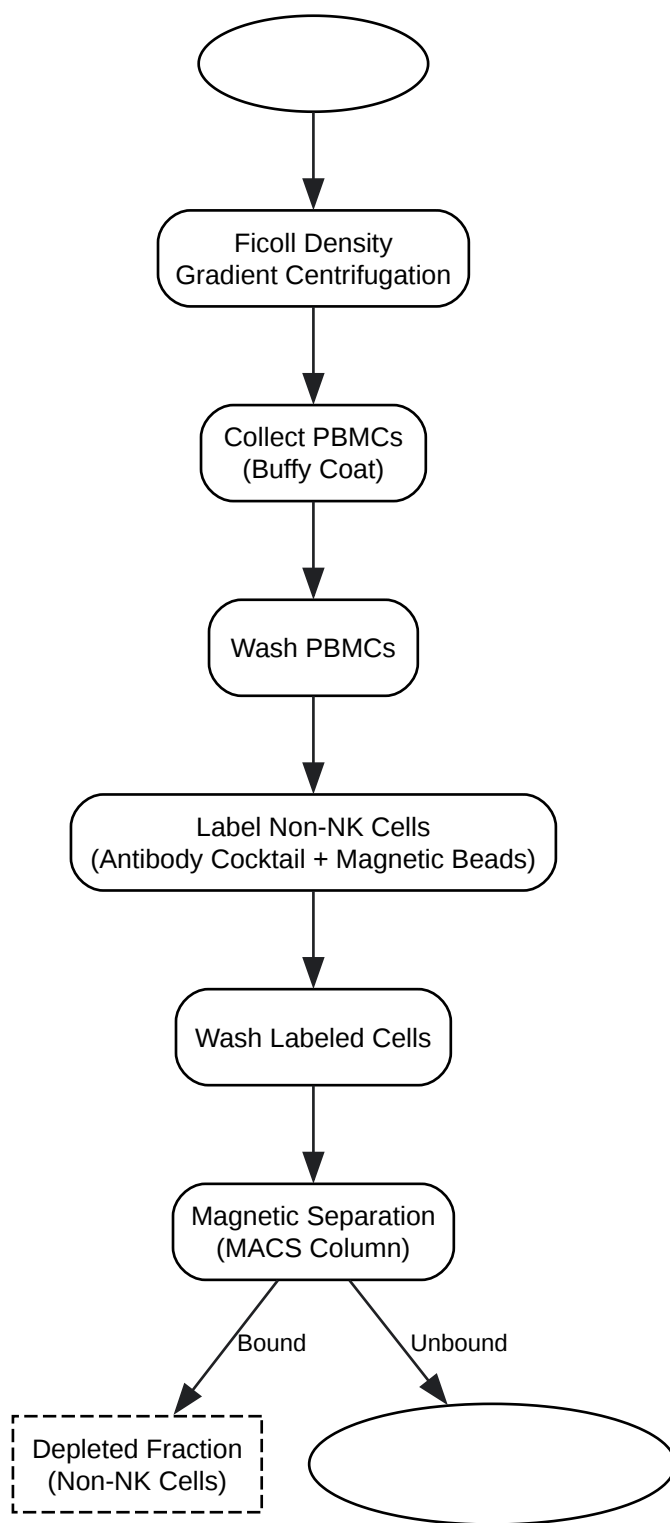 Ficoll Density
Gradient Centrifugation
Collect PBMCs
(Buffy Coat)
Wash PBMCs
Label Non-NK Cells
(Antibody Cocktail + Magnetic Beads)
Wash Labeled Cells
Magnetic Separation
(MACS Column)
Bound
Unbound
Depleted Fraction
(Non-NK Cells)